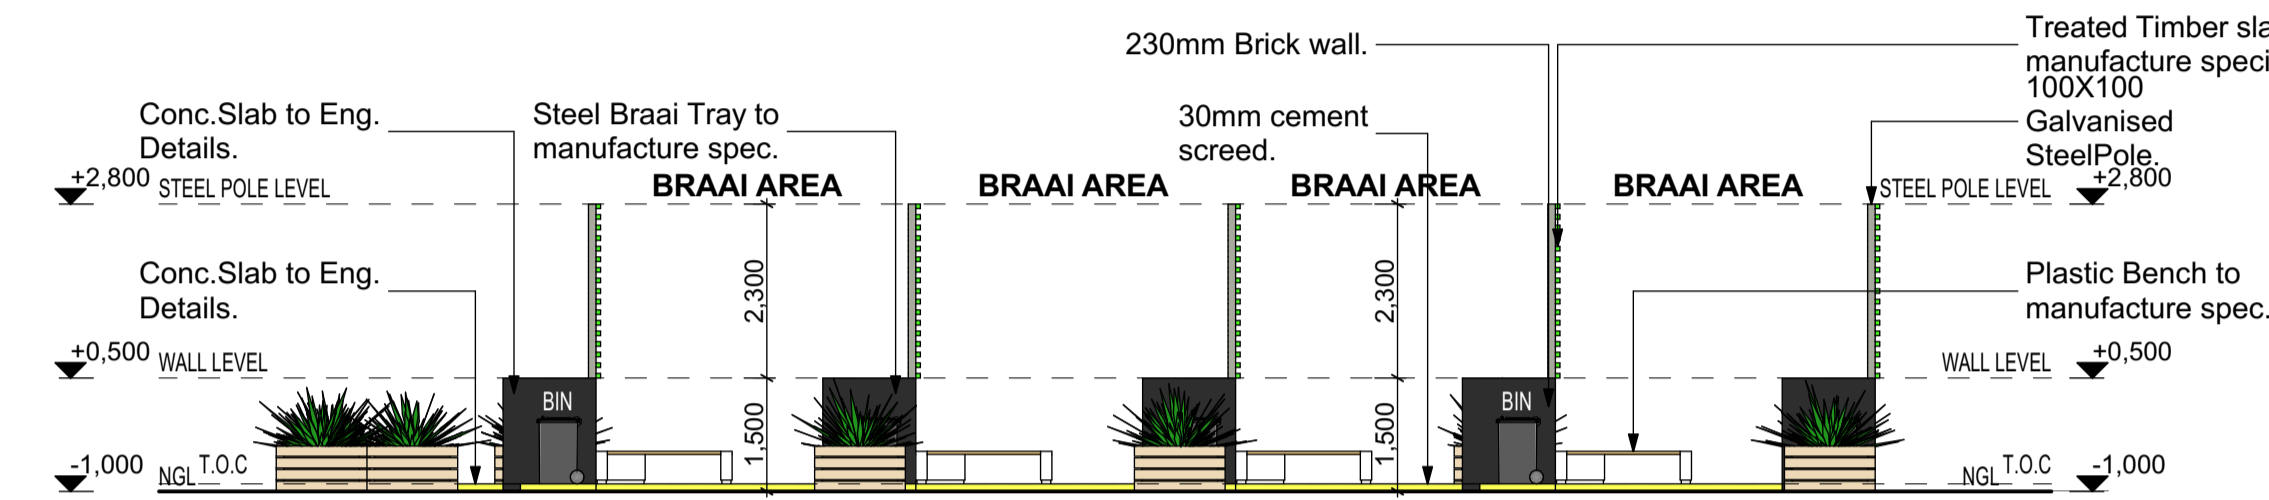 230mm Brick wall.
Treated Timber sla
manufacture speci
100X100
Galvanised
SteelPole.
Conc.Slab to Eng.
Details.
Steel Braai Tray to
manufacture spec.
30mm cement
screed.
+2,800 STEEL POLE LEVEL
BRAAI AREA
BRAAI AREA
BRAAI AREA
BRAAI AREA
STEEL POLE LEVEL +2,800
Conc.Slab to Eng.
Details.
2,300
2,300
Plastic Bench to
manufacture spec.
+0,500 WALL LEVEL
WALL LEVEL +0,500
BIN
1,500
1,500
BIN
-1,000 NGL T.O.C
NGL T.O.C -1,000